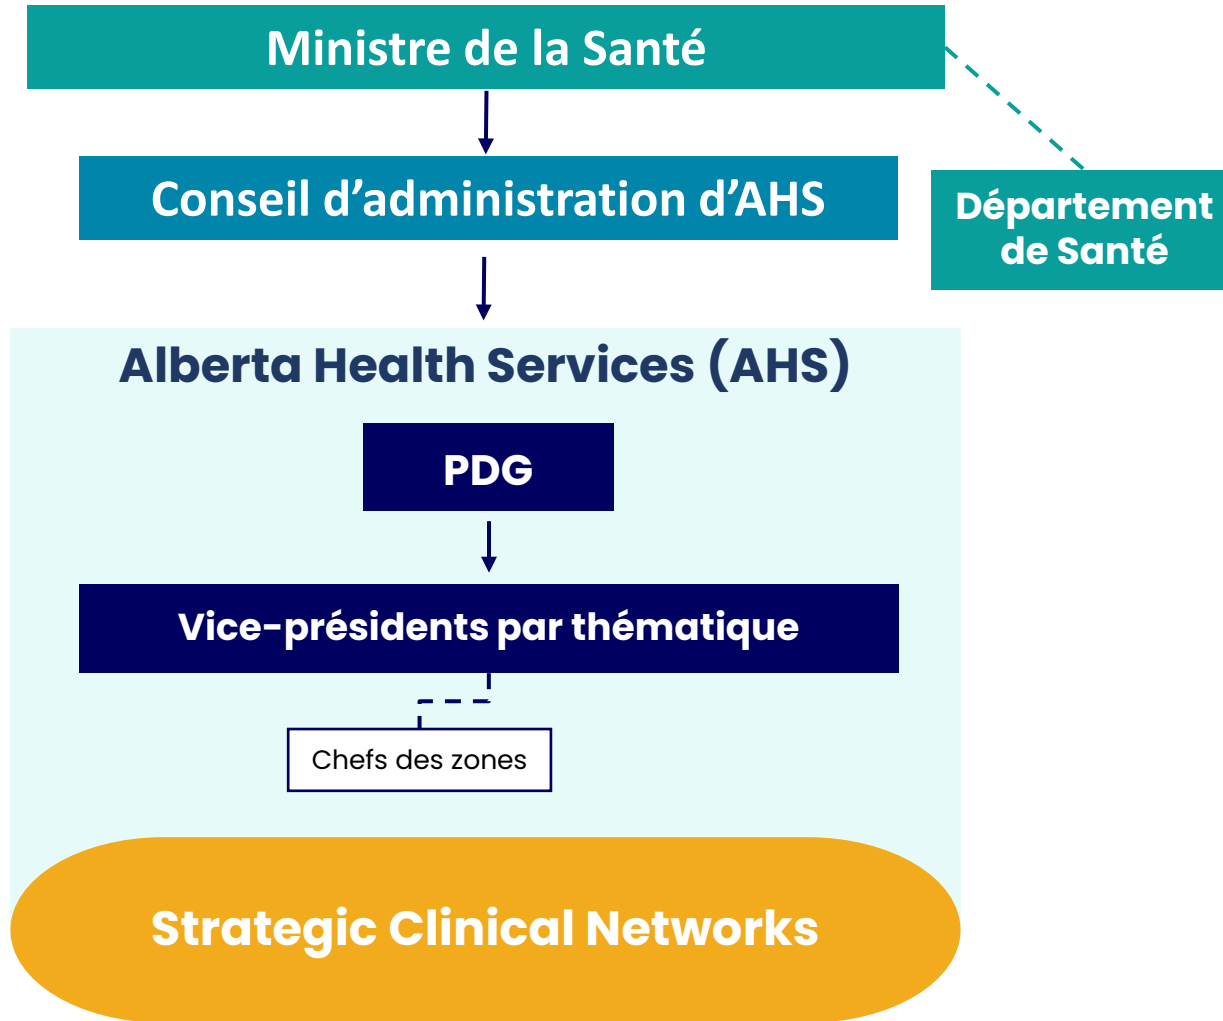 Ministre de la Santé
Conseil d’administration d’AHS
Département
de Santé
Alberta Health Services (AHS)
PDG
Vice-présidents par thématique
Chefs des zones
Strategic Clinical Networks